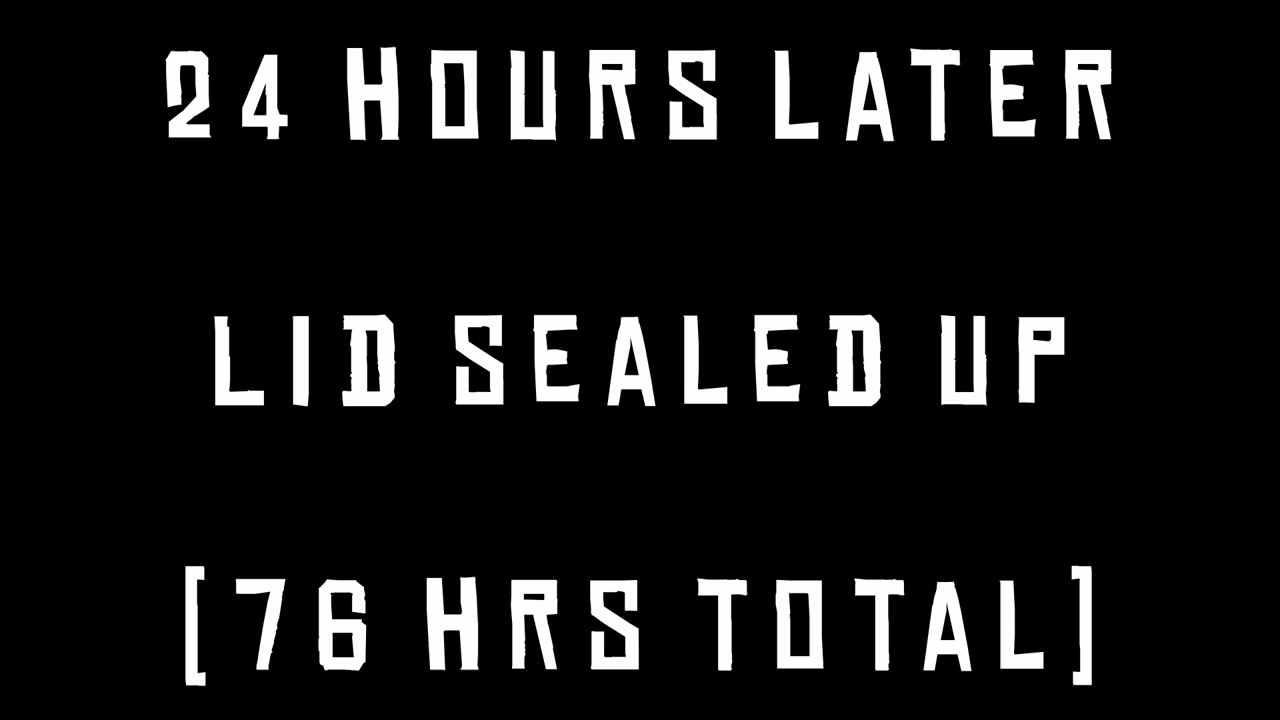 24 HOURS LATER
LID SEALED UP
[76 HRS TOTAL]